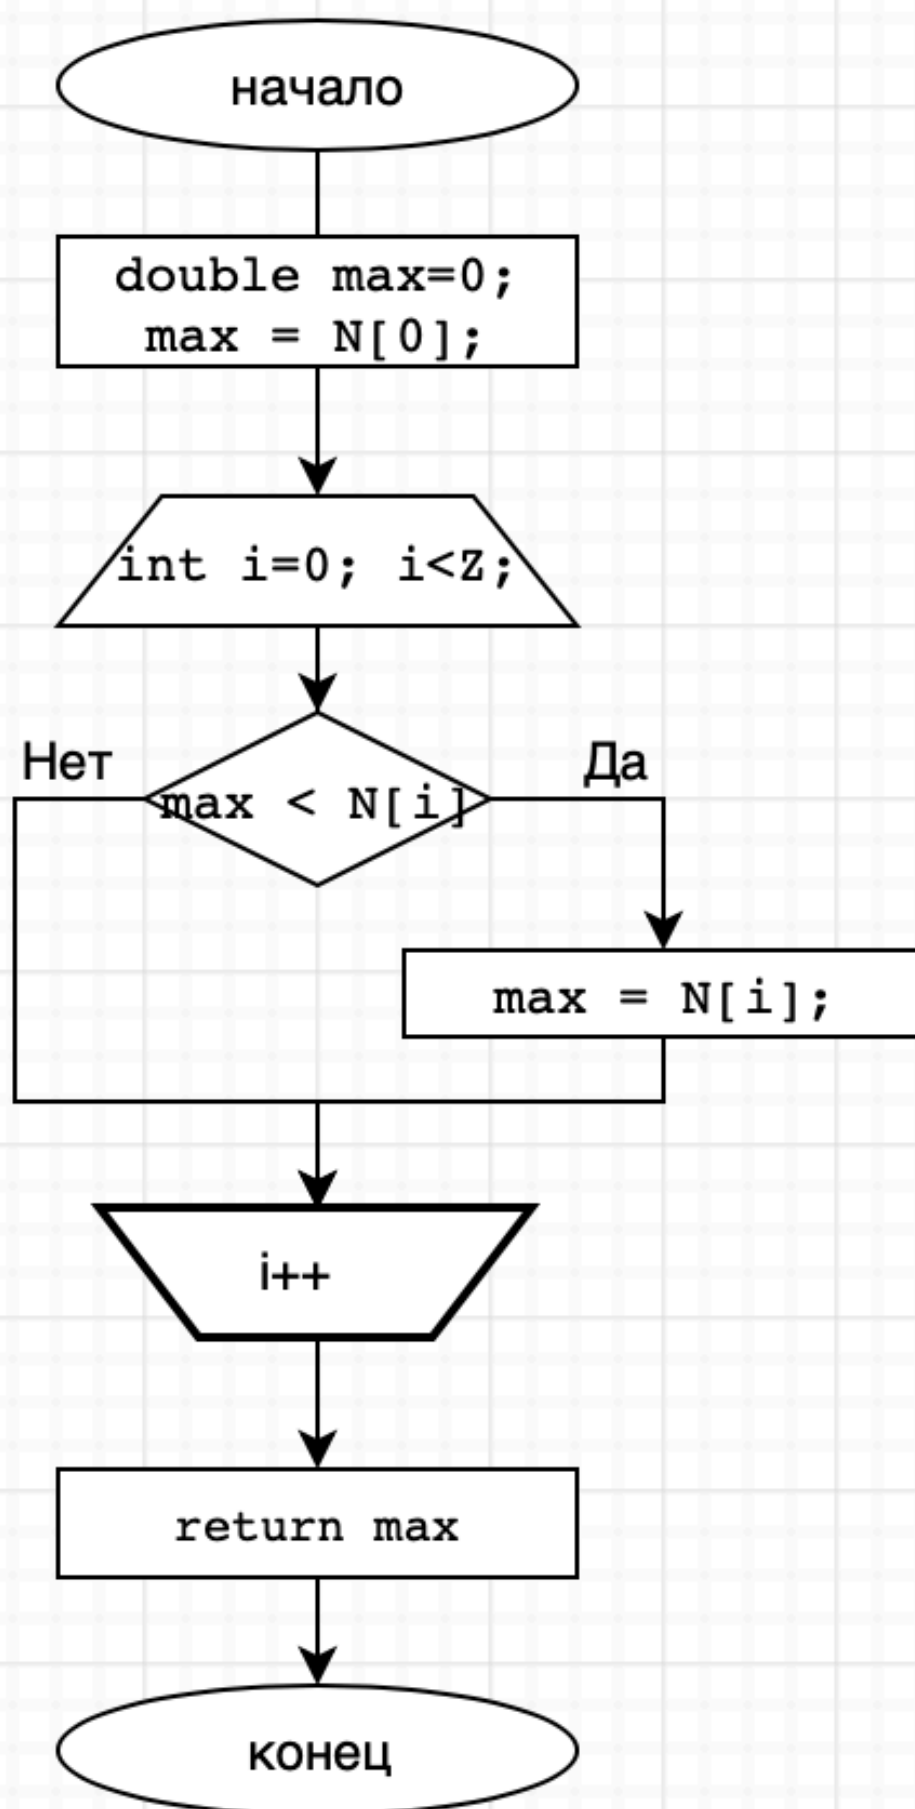 начало
double max=0;
max = N[0];
int i=0; i<Z;
Нет
Да
max < N[i]
max = N[i];
i++
return max
конец